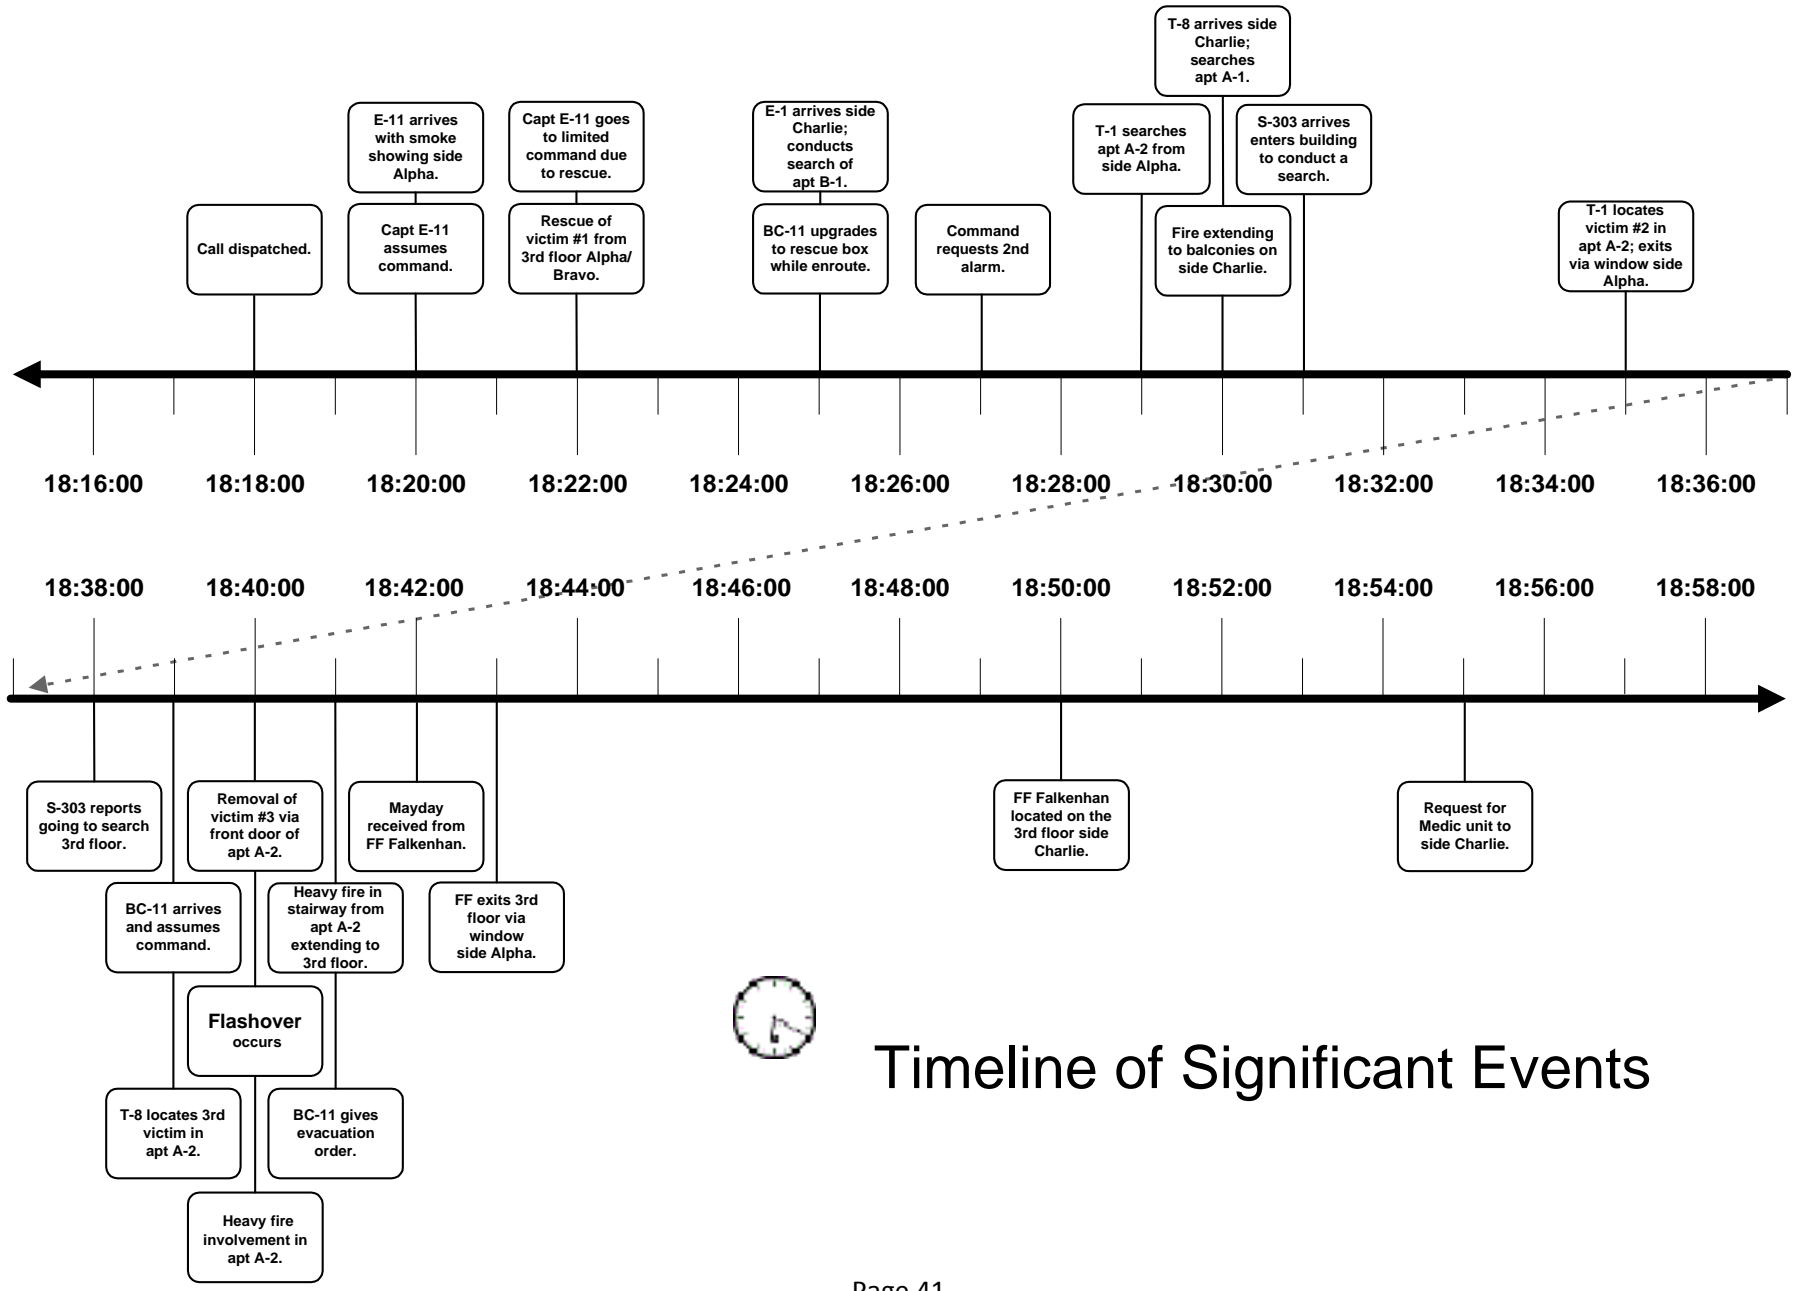 T-8 arrives side
Charlie;
searches
apt A-1.
E-11 arrives
with smoke
showing side
Alpha.
Capt E-11 goes
to limited
command due
to rescue.
E-1 arrives side
Charlie;
conducts
search of
apt B-1.
T-1 searches
apt A-2 from
side Alpha.
S-303 arrives
enters building
to conduct a
search.
Call dispatched.
Capt E-11
assumes
command.
Rescue of
victim #1 from
3rd floor Alpha/
Bravo.
BC-11 upgrades
to rescue box
while enroute.
Command
requests 2nd
alarm.
Fire extending
to balconies on
side Charlie.
T-1 locates
victim #2 in
apt A-2; exits
via window side
Alpha.
18:16:00 18:18:00 18:20:00 18:22:00 18:24:00 18:26:00 18:28:00 18:30:00 18:32:00 18:34:00 18:36:00
18:38:00 18:40:00 18:42:00 18:44:00 18:46:00 18:48:00 18:50:00 18:52:00 18:54:00 18:56:00 18:58:00
S-303 reports
going to search
3rd floor.
Removal of
victim #3 via
front door of
apt A-2.
Mayday
received from
FF Falkenhan.
FF Falkenhan
located on the
3rd floor side
Charlie.
Request for
Medic unit to
side Charlie.
BC-11 arrives
and assumes
command.
Heavy fire in
stairway from
apt A-2
extending to
3rd floor.
FF exits 3rd
floor via
window
side Alpha.
Flashover
occurs
Timeline of Significant Events
T-8 locates 3rd
victim in
apt A-2.
BC-11 gives
evacuation
order.
Heavy fire
involvement in
apt A-2.
Page 41